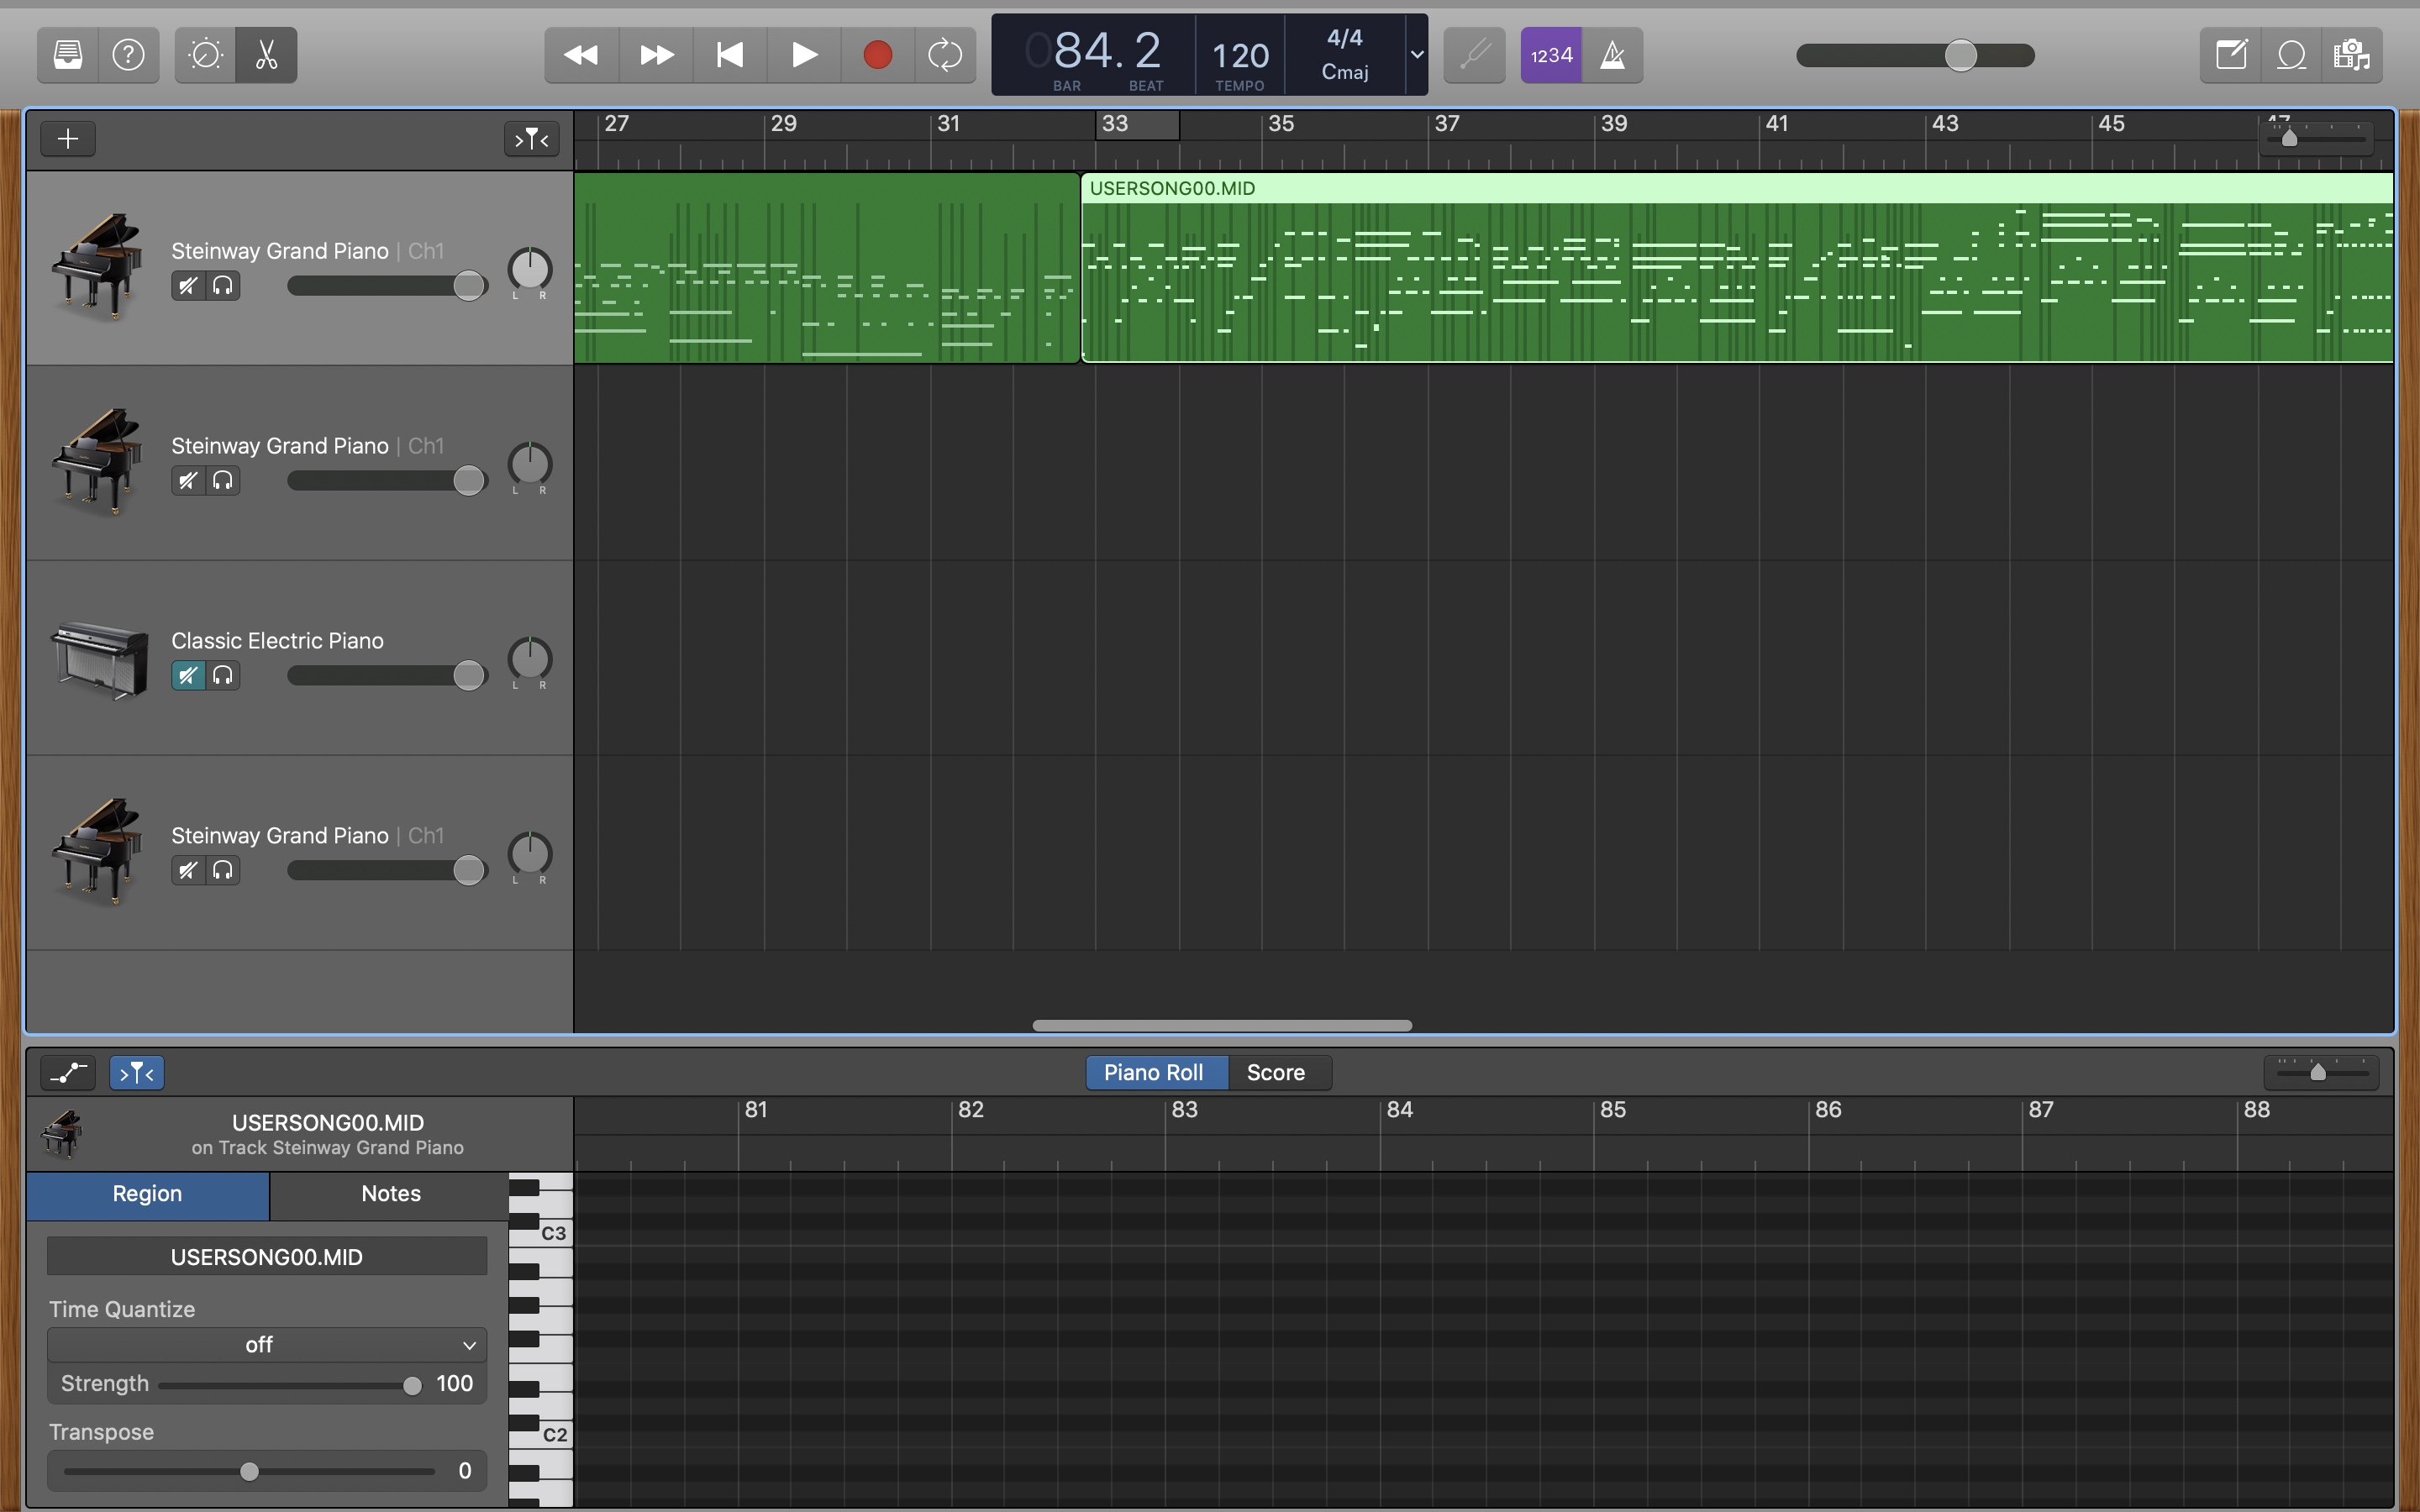 084. 2
BAR BEAT
120
TEMPO
4/4
Cmaj
1234
27 29 31 33 35 37 39 41 43 45 47
USERSONG00.MID
Steinway Grand Piano | Ch1
L R
Steinway Grand Piano | Ch1
L R
Classic Electric Piano
L R
Steinway Grand Piano | Ch1
L R
Piano Roll Score
USERSONG00.MID
on Track Steinway Grand Piano
81 82 83 84 85 86 87 88
Region Notes
C3
USERSONG00.MID
Time Quantize
off
Strength 100
Transpose
C2
0